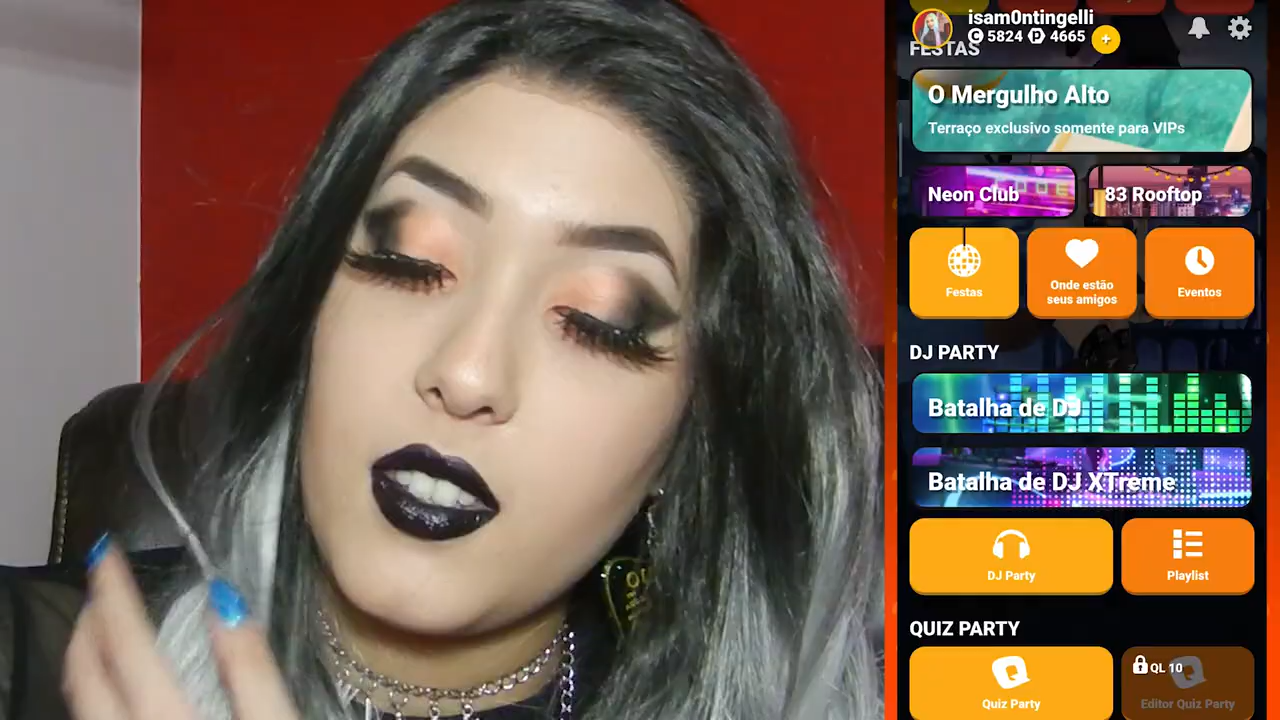 isam0ntingelli
5824 4665
FESTAS
O Mergulho Alto
Terraço exclusivo somente para VIPs
Neon Club
83 Rooftop
Festas
Onde estão
seus amigos
Eventos
DJ PARTY
Batalha de DJ
Batalha de DJ XTreme
DJ Party
Playlist
QUIZ PARTY
QL 10
Quiz Party
Editor Quiz Party